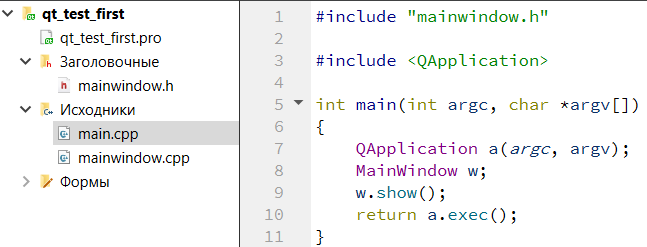 qt_test_first
qt_test_first.pro
Заголовочные
mainwindow.h
Исходники
main.cpp
mainwindow.cpp
Формы
1 #include "mainwindow.h"
2
3 #include <QApplication>
4
5 int main(int argc, char *argv[])
6 {
7 QApplication a(argc, argv);
8 MainWindow w;
9 w.show();
10 return a.exec();
11 }